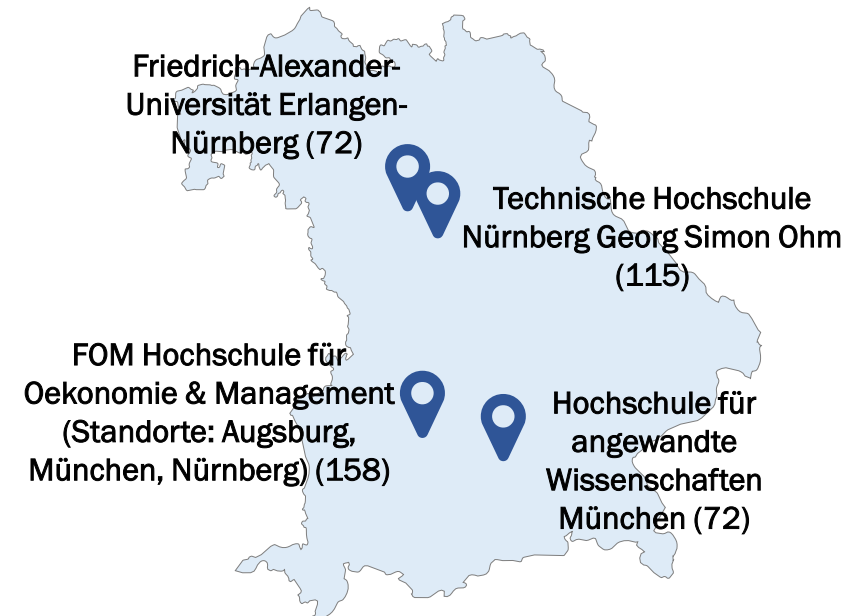 Friedrich-Alexander-
Universität Erlangen-
Nürnberg (72)
Technische Hochschule
Nürnberg Georg Simon Ohm
(115)
FOM Hochschule für
Oekonomie & Management
(Standorte: Augsburg,
München, Nürnberg) (158)
Hochschule für
angewandte
Wissenschaften
München (72)